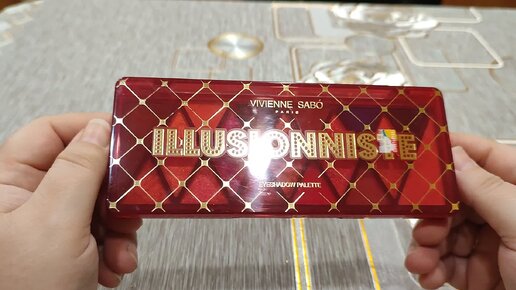 VIVIENNE SABÓ
PARIS
ILLUSIONNISTE
EYESHADOW PALETTE